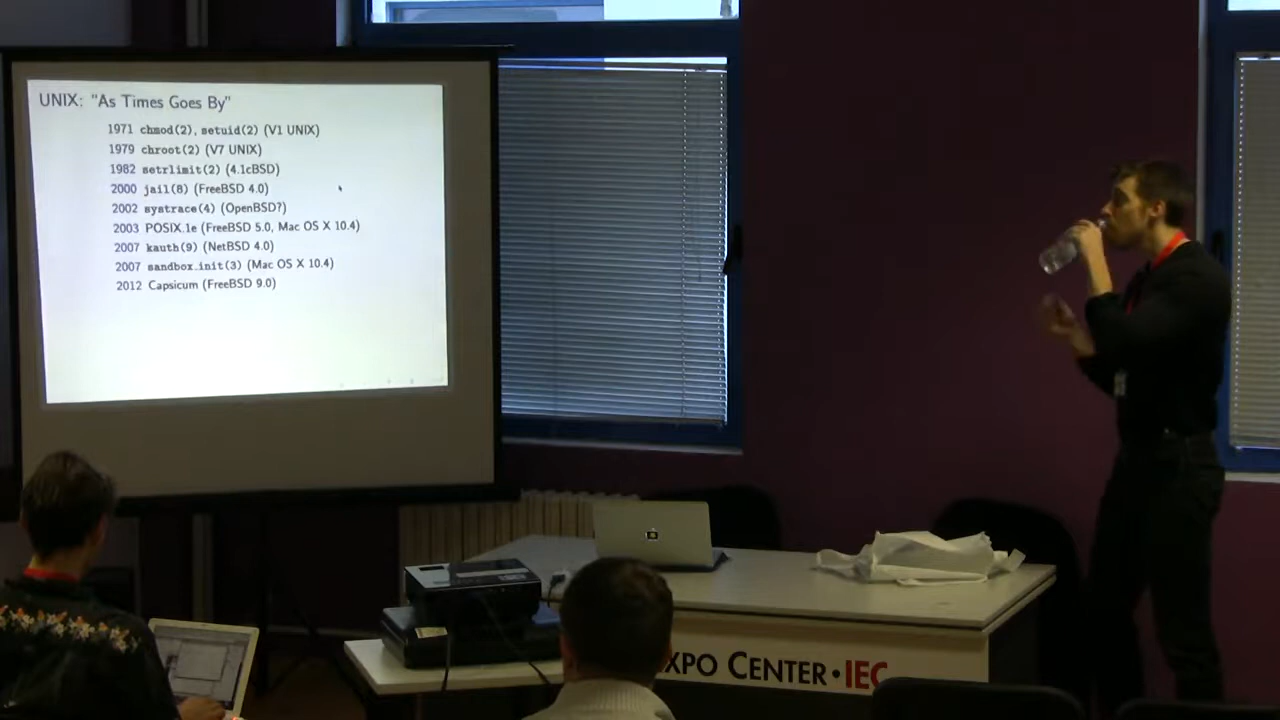 UNIX: "As Times Goes By"
1971 chmod(2), setuid(2) (V1 UNIX)
1979 chroot(2) (V7 UNIX)
1982 setrlimit(2) (4.1cBSD)
2000 jail(8) (FreeBSD 4.0)
2002 systrace(4) (OpenBSD?)
2003 POSIX.1e (FreeBSD 5.0, Mac OS X 10.4)
2007 kauth(9) (NetBSD 4.0)
2007 sandbox_init(3) (Mac OS X 10.4)
2012 Capsicum (FreeBSD 9.0)
XPO CENTER·IEC